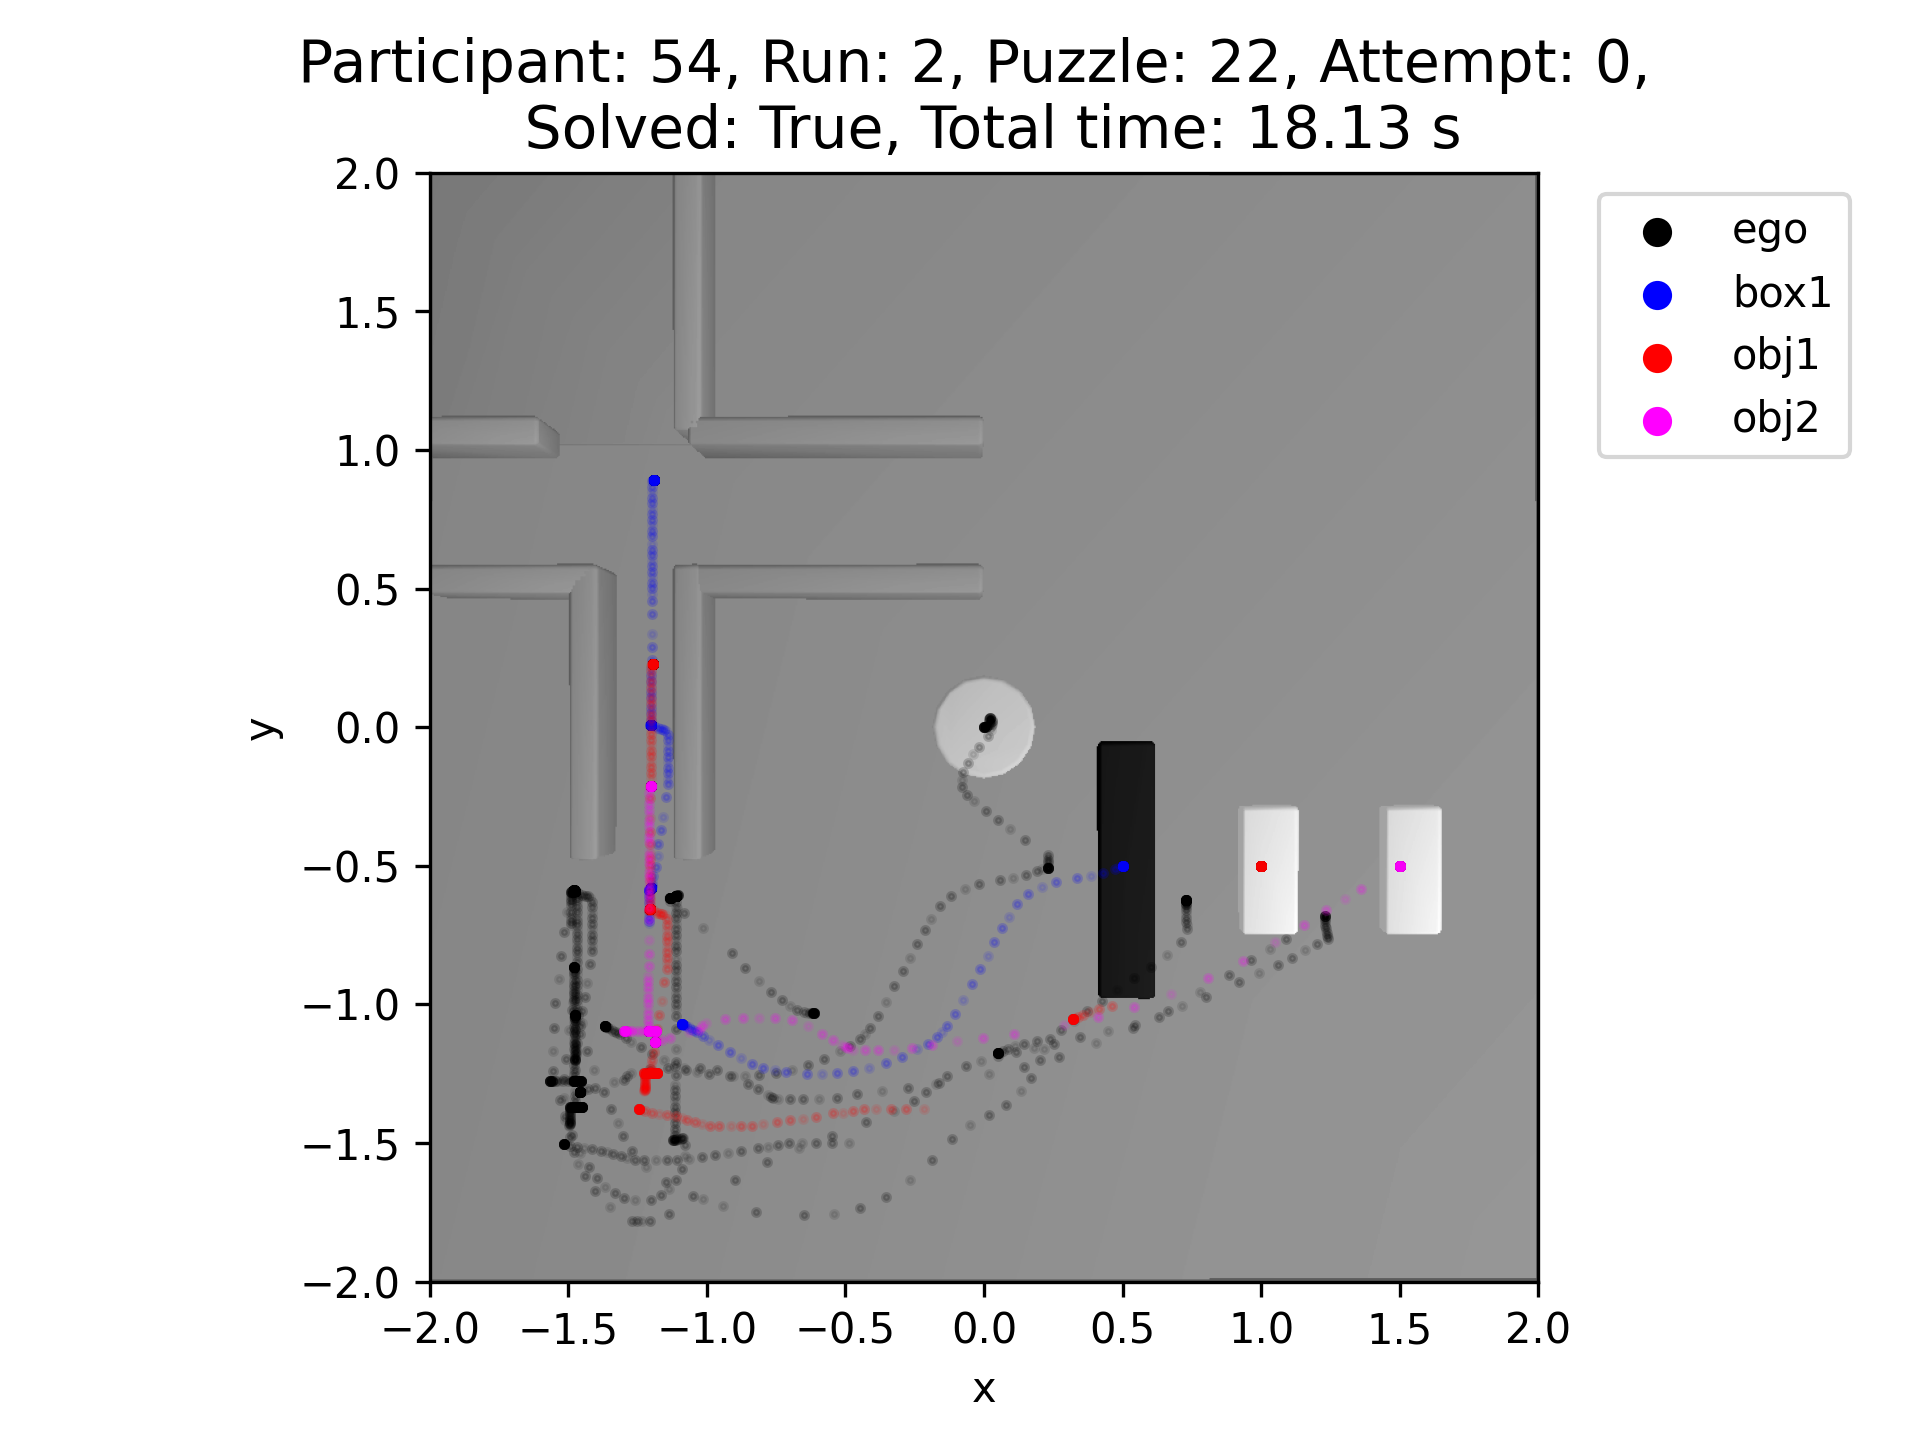 Participant: 54, Run: 2, Puzzle: 22, Attempt: 0,
Solved: True, Total time: 18.13 s
2.0
1.5
1.0
0.5
0.0
−0.5
−1.0
−1.5
−2.0
y
−2.0 −1.5 −1.0 −0.5 0.0 0.5 1.0 1.5 2.0
x
ego
box1
obj1
obj2